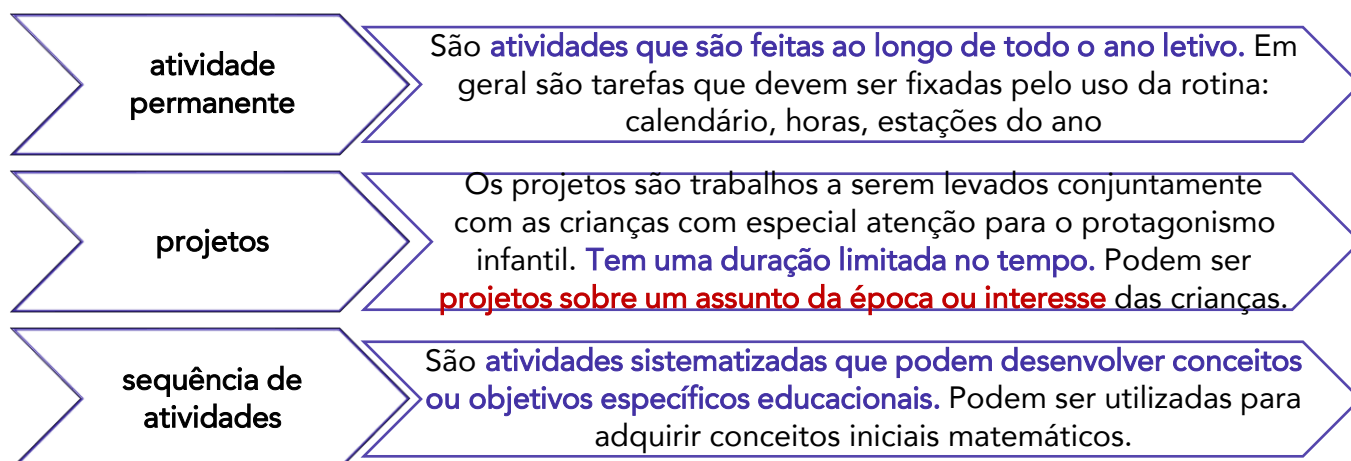 atividade
permanente
São atividades que são feitas ao longo de todo o ano letivo. Em
geral são tarefas que devem ser fixadas pelo uso da rotina:
calendário, horas, estações do ano
projetos
Os projetos são trabalhos a serem levados conjuntamente
com as crianças com especial atenção para o protagonismo
infantil. Tem uma duração limitada no tempo. Podem ser
projetos sobre um assunto da época ou interesse das crianças.
sequência de
atividades
São atividades sistematizadas que podem desenvolver conceitos
ou objetivos específicos educacionais. Podem ser utilizadas para
adquirir conceitos iniciais matemáticos.